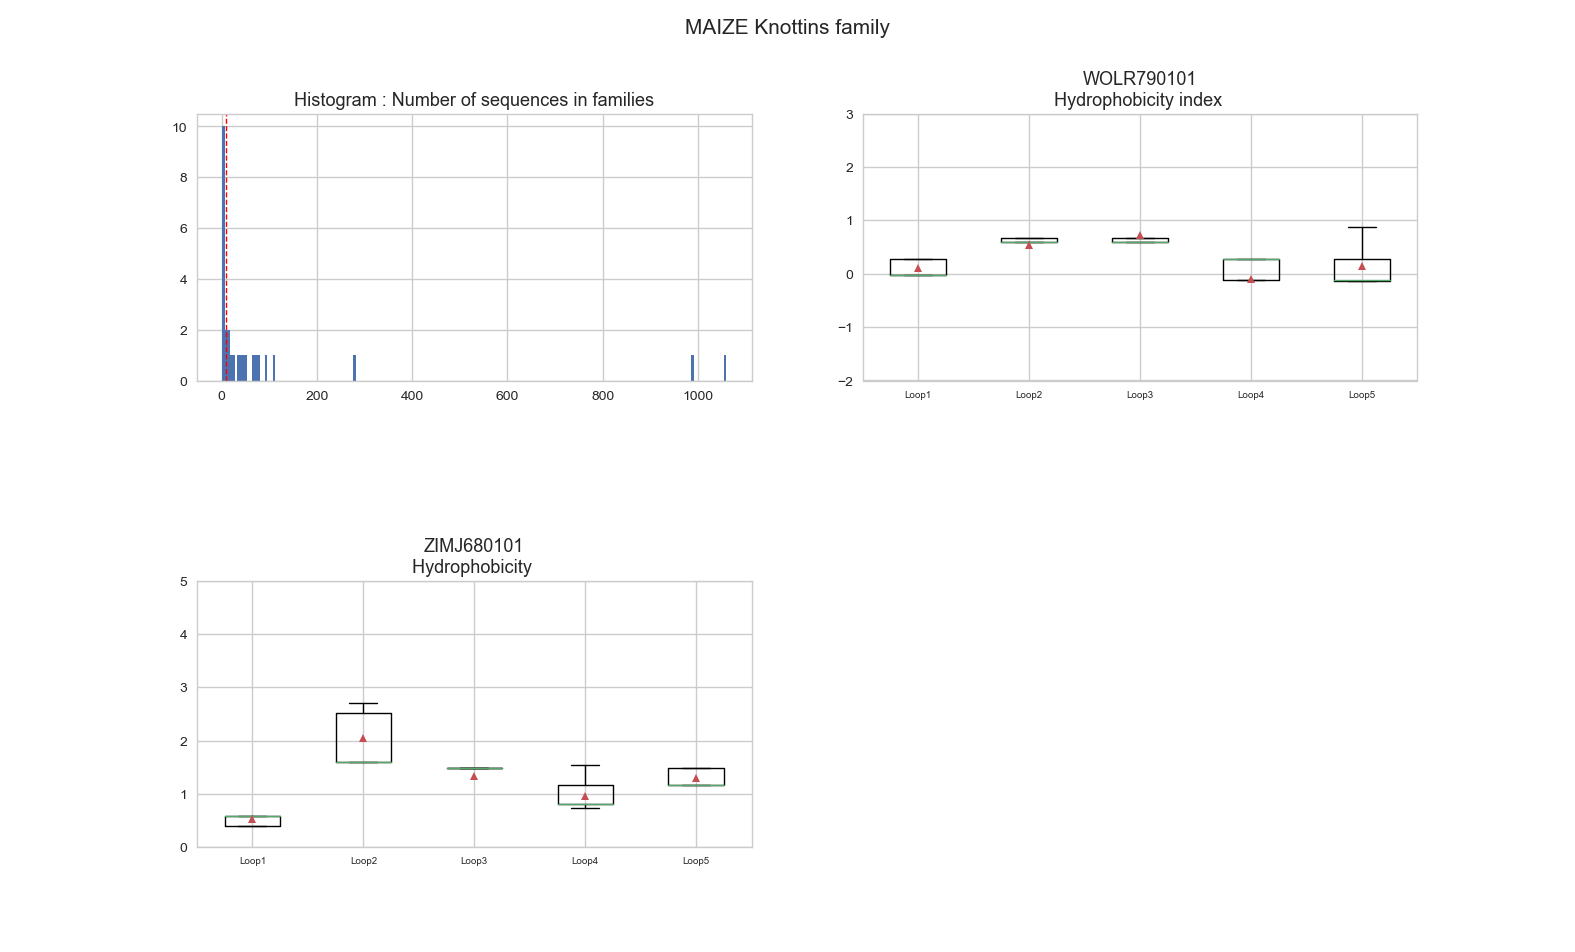 MAIZE Knottins family
Histogram : Number of sequences in families
10
8
6
4
2
0
0 200 400 600 800 1000
WOLR790101
Hydrophobicity index
3
2
1
0
−1
−2
Loop1 Loop2 Loop3 Loop4 Loop5
ZIMJ680101
Hydrophobicity
5
4
3
2
1
0
Loop1 Loop2 Loop3 Loop4 Loop5